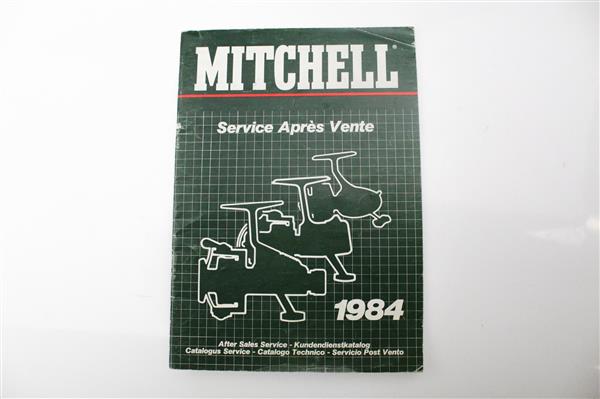 MITCHELL®
Service Après Vente
1984
After Sales Service - Kundendienstkatalog
Catalogus Service - Catalogo Technico - Servicio Post Vento